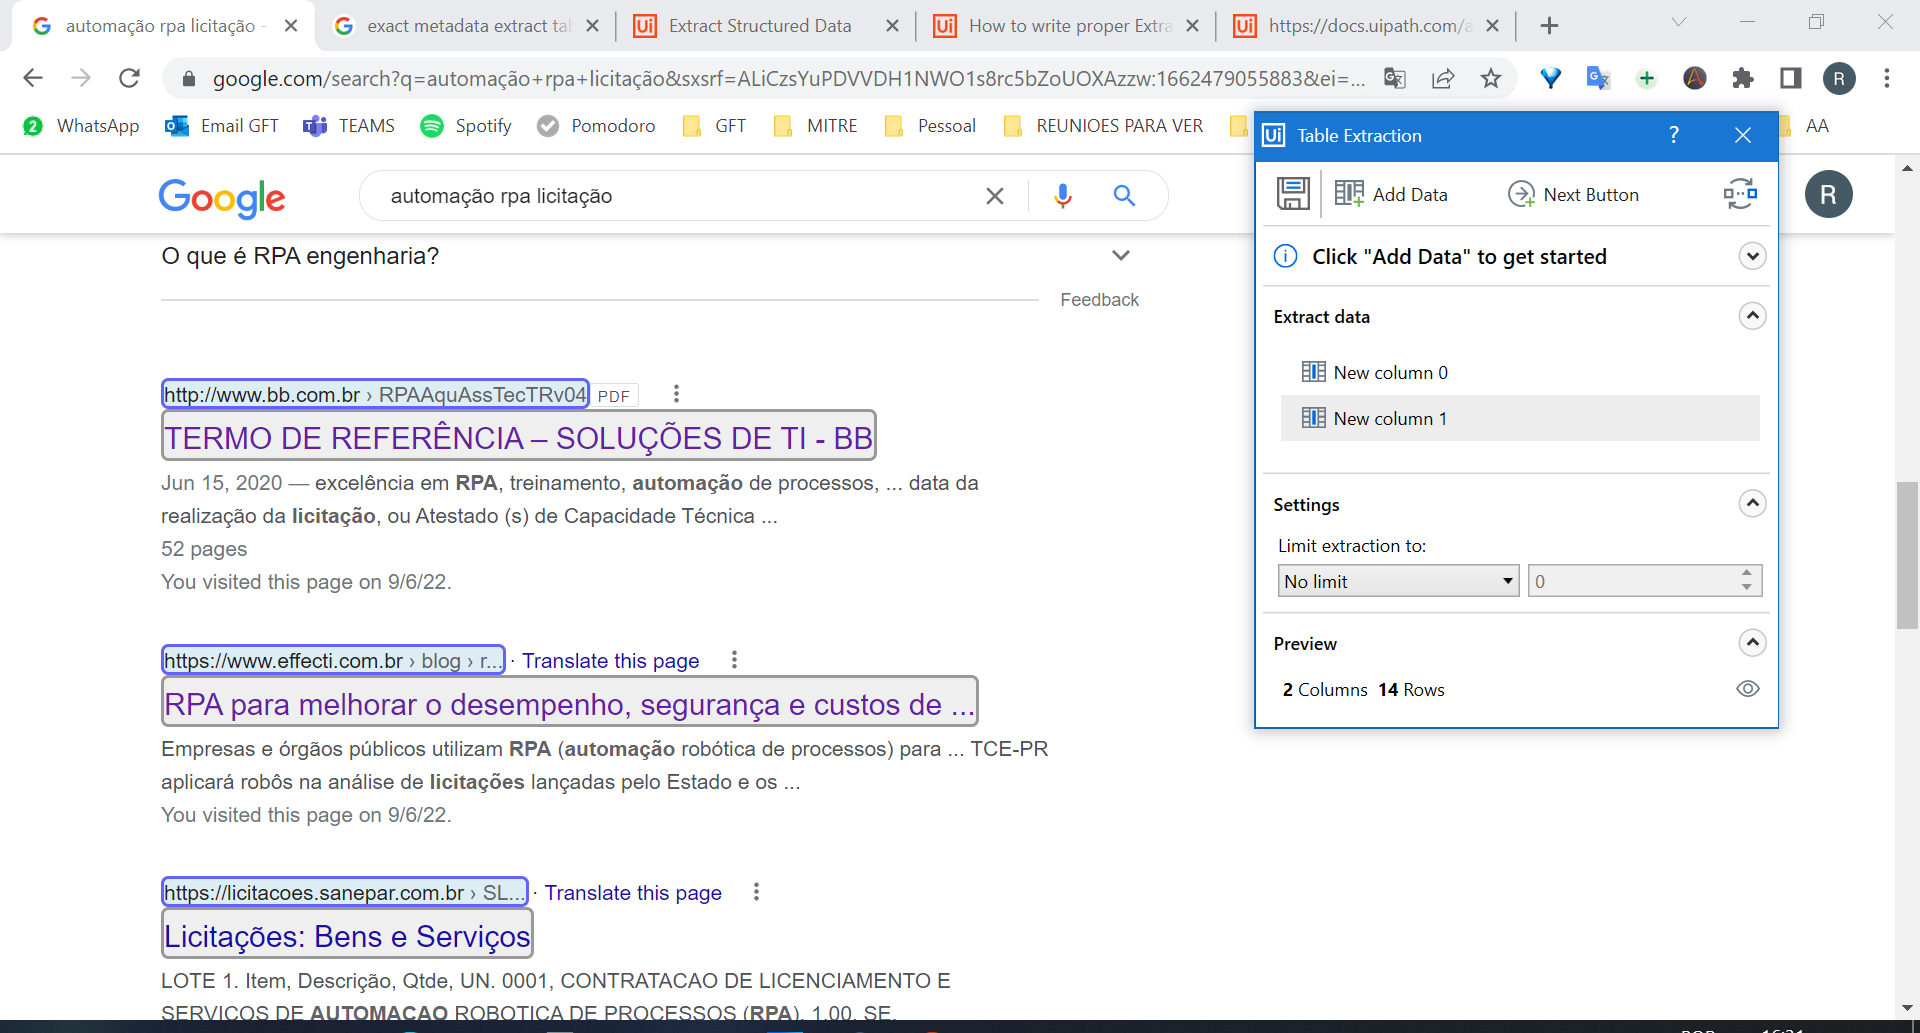 automação rpa licitação -
exact metadata extract ta
Extract Structured Data
How to write proper Extra
https://docs.uipath.com/a
google.com/search?q=automação+rpa+licitação&sxsrf=ALiCzsYuPDVVDH1NWO1s8rc5bZoUOXAzzw:1662479055883&ei=...
R
2 WhatsApp
Email GFT
TEAMS
Spotify
Pomodoro
GFT
MITRE
Pessoal
REUNIOES PARA VER
AA
Google
automação rpa licitação
R
O que é RPA engenharia?
Feedback
http://www.bb.com.br › RPAAquAssTecTRv04 PDF
TERMO DE REFERÊNCIA – SOLUÇÕES DE TI - BB
Jun 15, 2020 — excelência em RPA, treinamento, automação de processos, ... data da
realização da licitação, ou Atestado (s) de Capacidade Técnica ...
52 pages
You visited this page on 9/6/22.
https://www.effecti.com.br › blog › r... · Translate this page
RPA para melhorar o desempenho, segurança e custos de ...
Empresas e órgãos públicos utilizam RPA (automação robótica de processos) para ... TCE-PR
aplicará robôs na análise de licitações lançadas pelo Estado e os ...
You visited this page on 9/6/22.
https://licitacoes.sanepar.com.br › SL... · Translate this page
Licitações: Bens e Serviços
LOTE 1. Item, Descrição, Qtde, UN. 0001, CONTRATACAO DE LICENCIAMENTO E
SERVICOS DE AUTOMACAO ROBOTICA DE PROCESSOS (RPA). 1,00. SE.
Ui Table Extraction ?
Add Data
Next Button
Click "Add Data" to get started
Extract data
New column 0
New column 1
Settings
Limit extraction to:
No limit
0
Preview
2 Columns 14 Rows